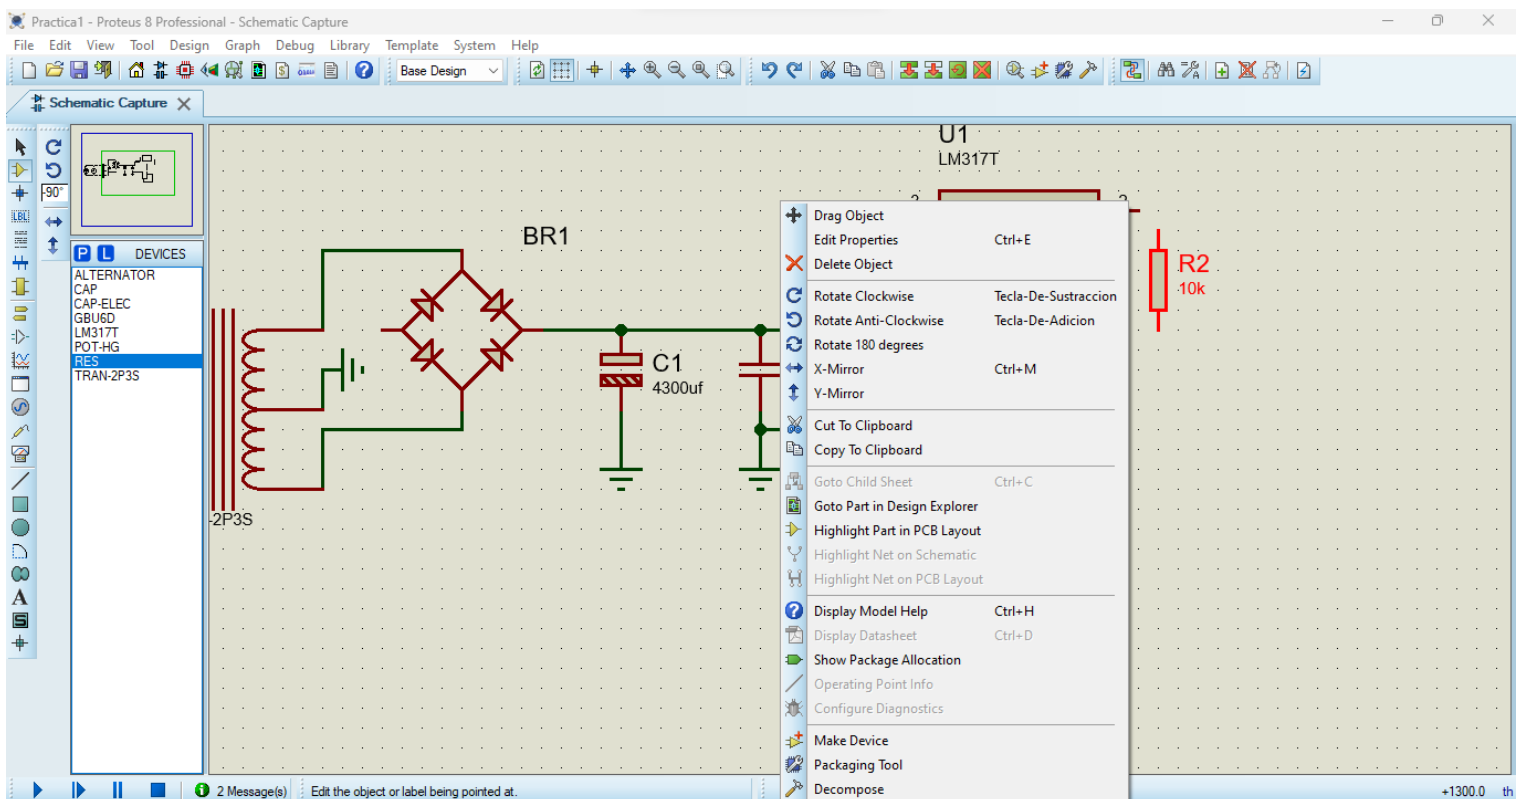 Practica1 - Proteus 8 Professional - Schematic Capture
File Edit View Tool Design Graph Debug Library Template System Help
Base Design
Schematic Capture
-90°
LBL
P L DEVICES
ALTERNATOR
CAP
CAP-ELEC
GBU6D
LM317T
POT-HG
RES
TRAN-2P3S
A
S
U1
LM317T
3
2
BR1
C1
4300uf
-2P3S
R2
10k
Drag Object
Edit Properties Ctrl+E
Delete Object
Rotate Clockwise Tecla-De-Sustraccion
Rotate Anti-Clockwise Tecla-De-Adicion
Rotate 180 degrees
X-Mirror Ctrl+M
Y-Mirror
Cut To Clipboard
Copy To Clipboard
Goto Child Sheet Ctrl+C
Goto Part in Design Explorer
Highlight Part in PCB Layout
Highlight Net on Schematic
Highlight Net on PCB Layout
Display Model Help Ctrl+H
Display Datasheet Ctrl+D
Show Package Allocation
Operating Point Info
Configure Diagnostics
Make Device
Packaging Tool
Decompose
2 Message(s) Edit the object or label being pointed at. +1300.0 th